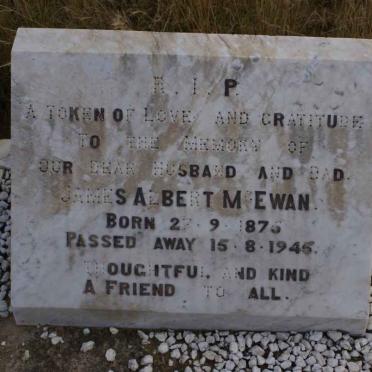 R.I.P.
A TOKEN OF LOVE AND GRATITUDE
TO THE MEMORY OF
OUR DEAR HUSBAND AND DAD.
JAMES ALBERT McEWAN.
BORN 9
PASSED AWAY 15·8·1946.
THOUGHTFUL AND KIND
A FRIEND TO ALL.